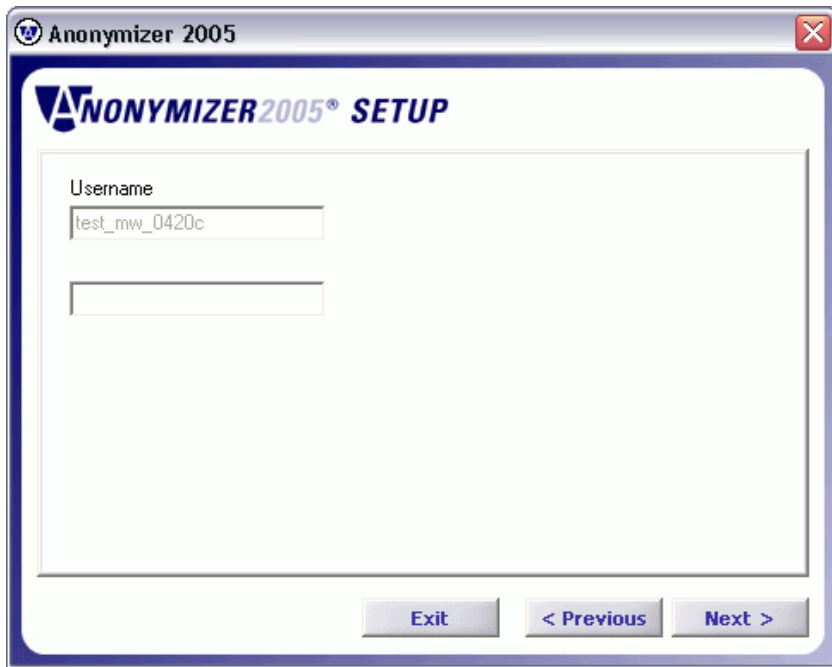 Anonymizer 2005
ANONYMIZER2005® SETUP
Username
test_mw_0420c
Exit
< Previous
Next >